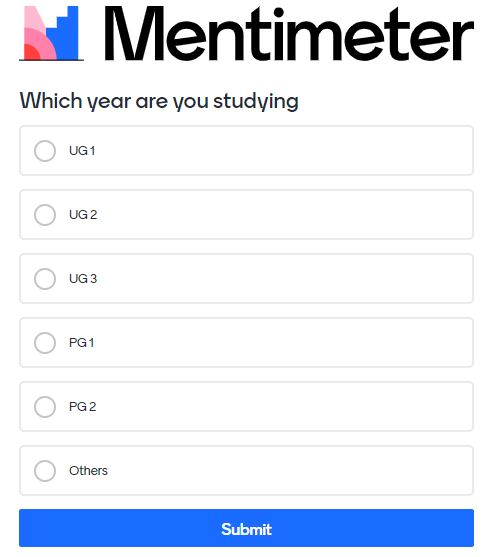 Mentimeter
Which year are you studying
UG 1
UG 2
UG 3
PG 1
PG 2
Others
Submit